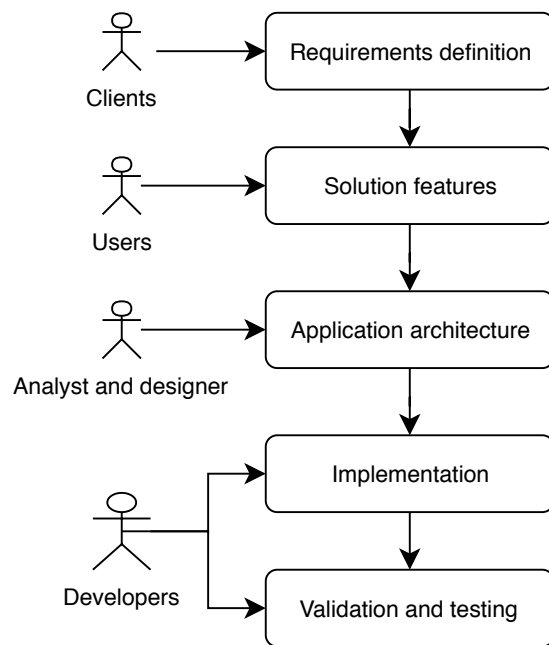 Requirements definition
Clients
Solution features
Users
Application architecture
Analyst and designer
Implementation
Developers
Validation and testing